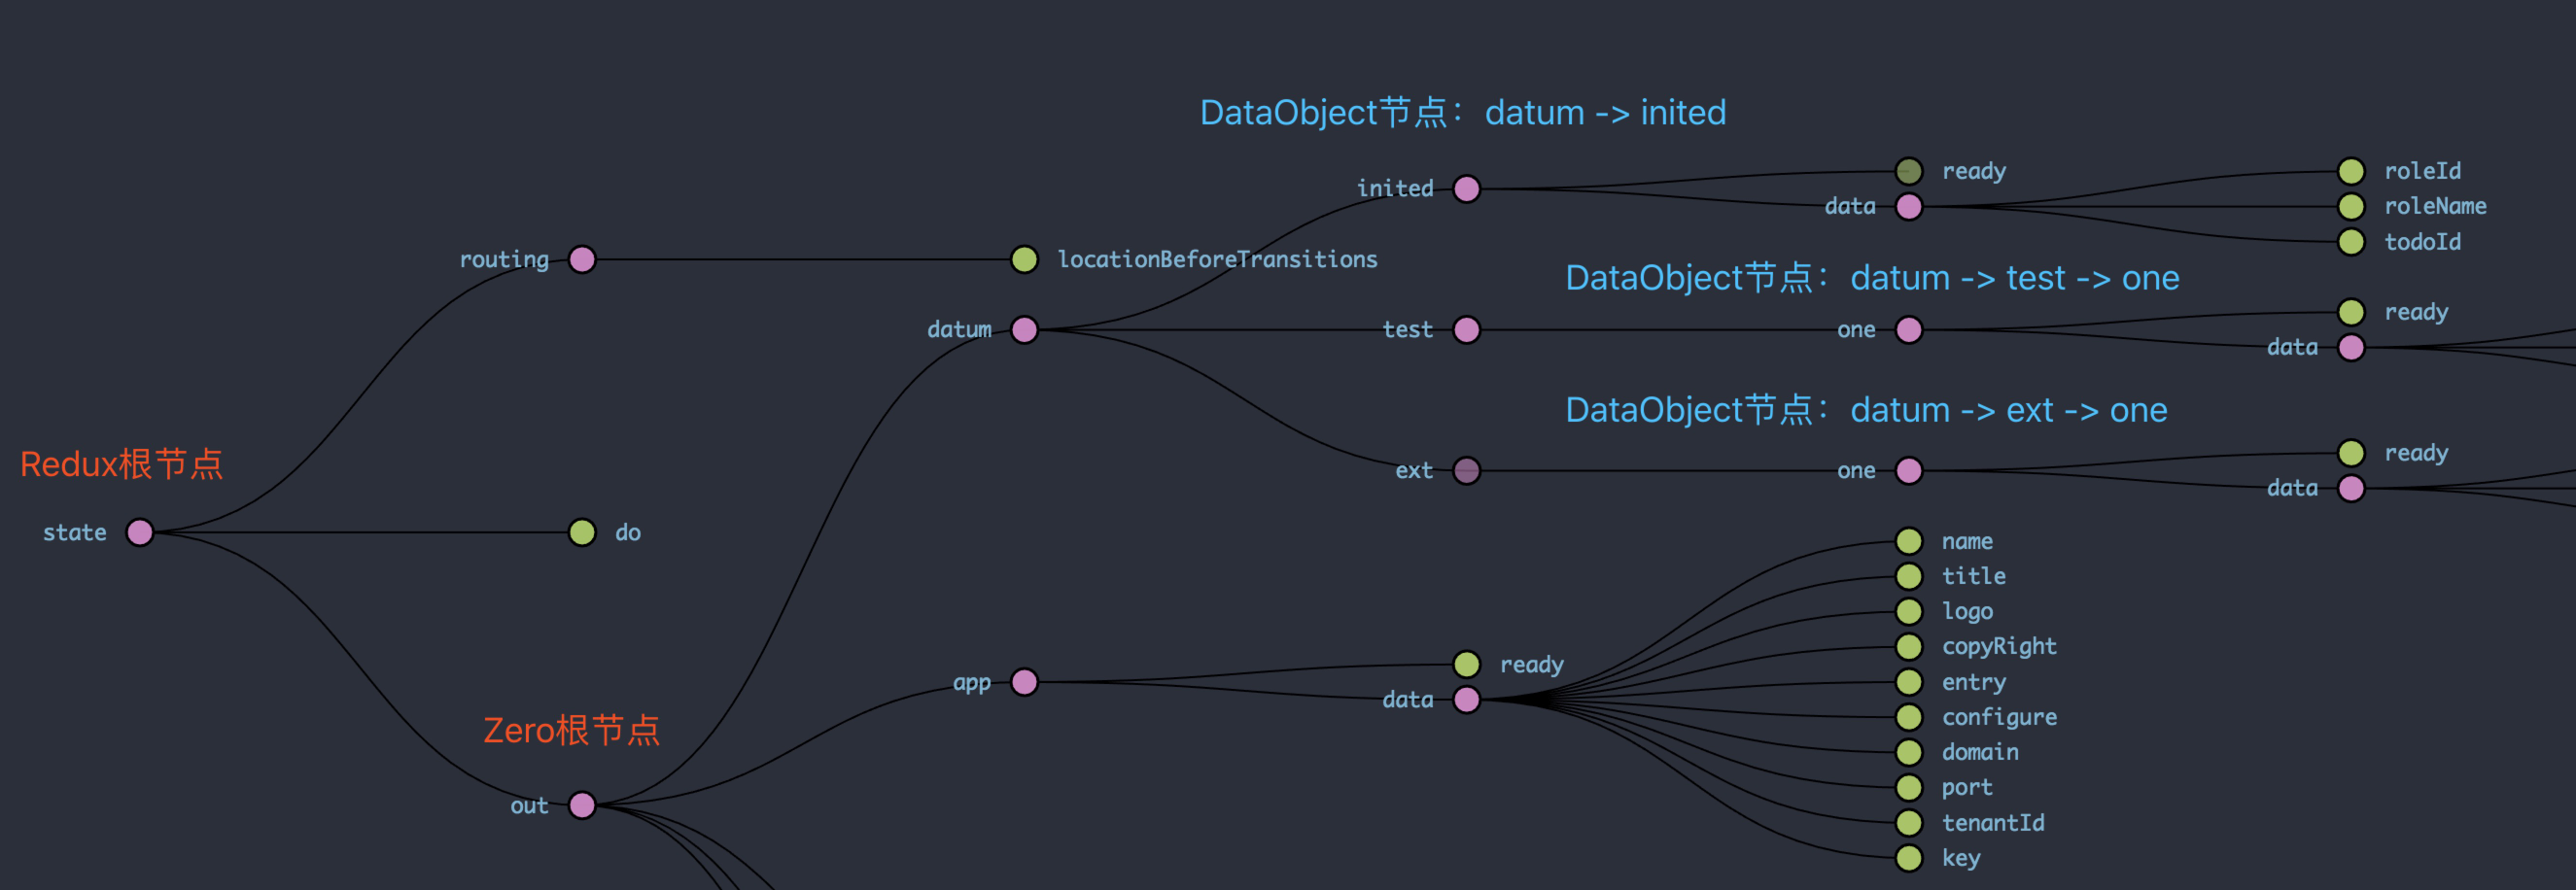 DataObject节点：datum -> inited
ready
roleId
inited
data
roleName
todoId
routing
locationBeforeTransitions
DataObject节点：datum -> test -> one
ready
datum
test
one
data
DataObject节点：datum -> ext -> one
ready
Redux根节点
ext
one
data
state
do
name
title
logo
copyRight
ready
app
entry
data
configure
Zero根节点
domain
port
out
tenantId
key